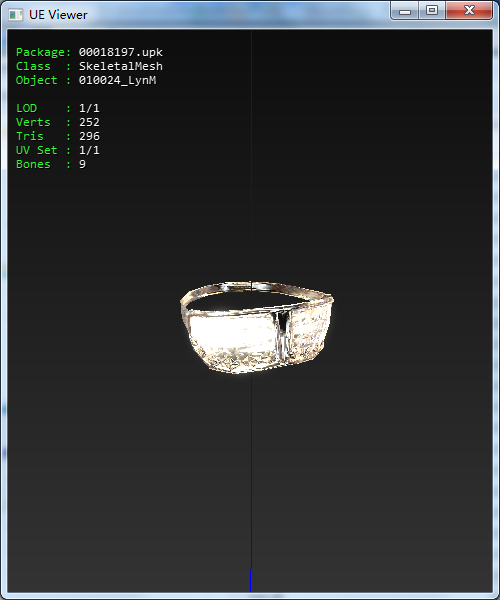 UE Viewer
Package: 00018197.upk
Class : SkeletalMesh
Object : 010024_LynM
LOD : 1/1
Verts : 252
Tris : 296
UV Set : 1/1
Bones : 9